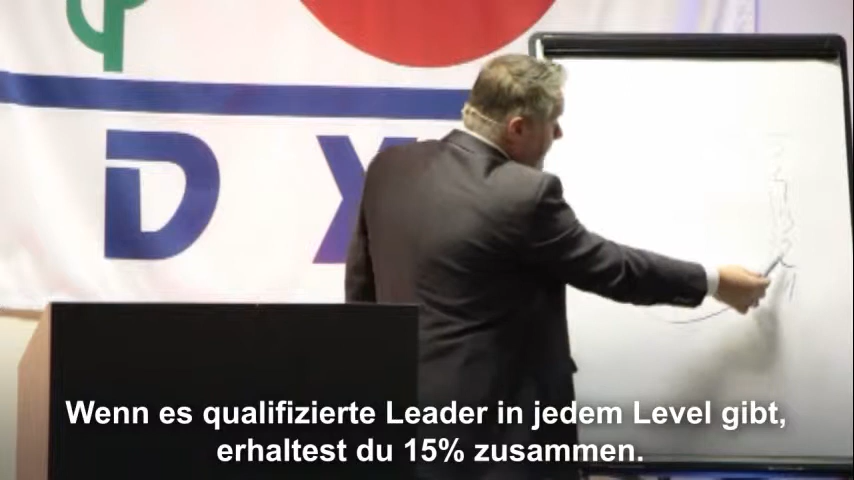 D X
Wenn es qualifizierte Leader in jedem Level gibt,
erhaltest du 15% zusammen.